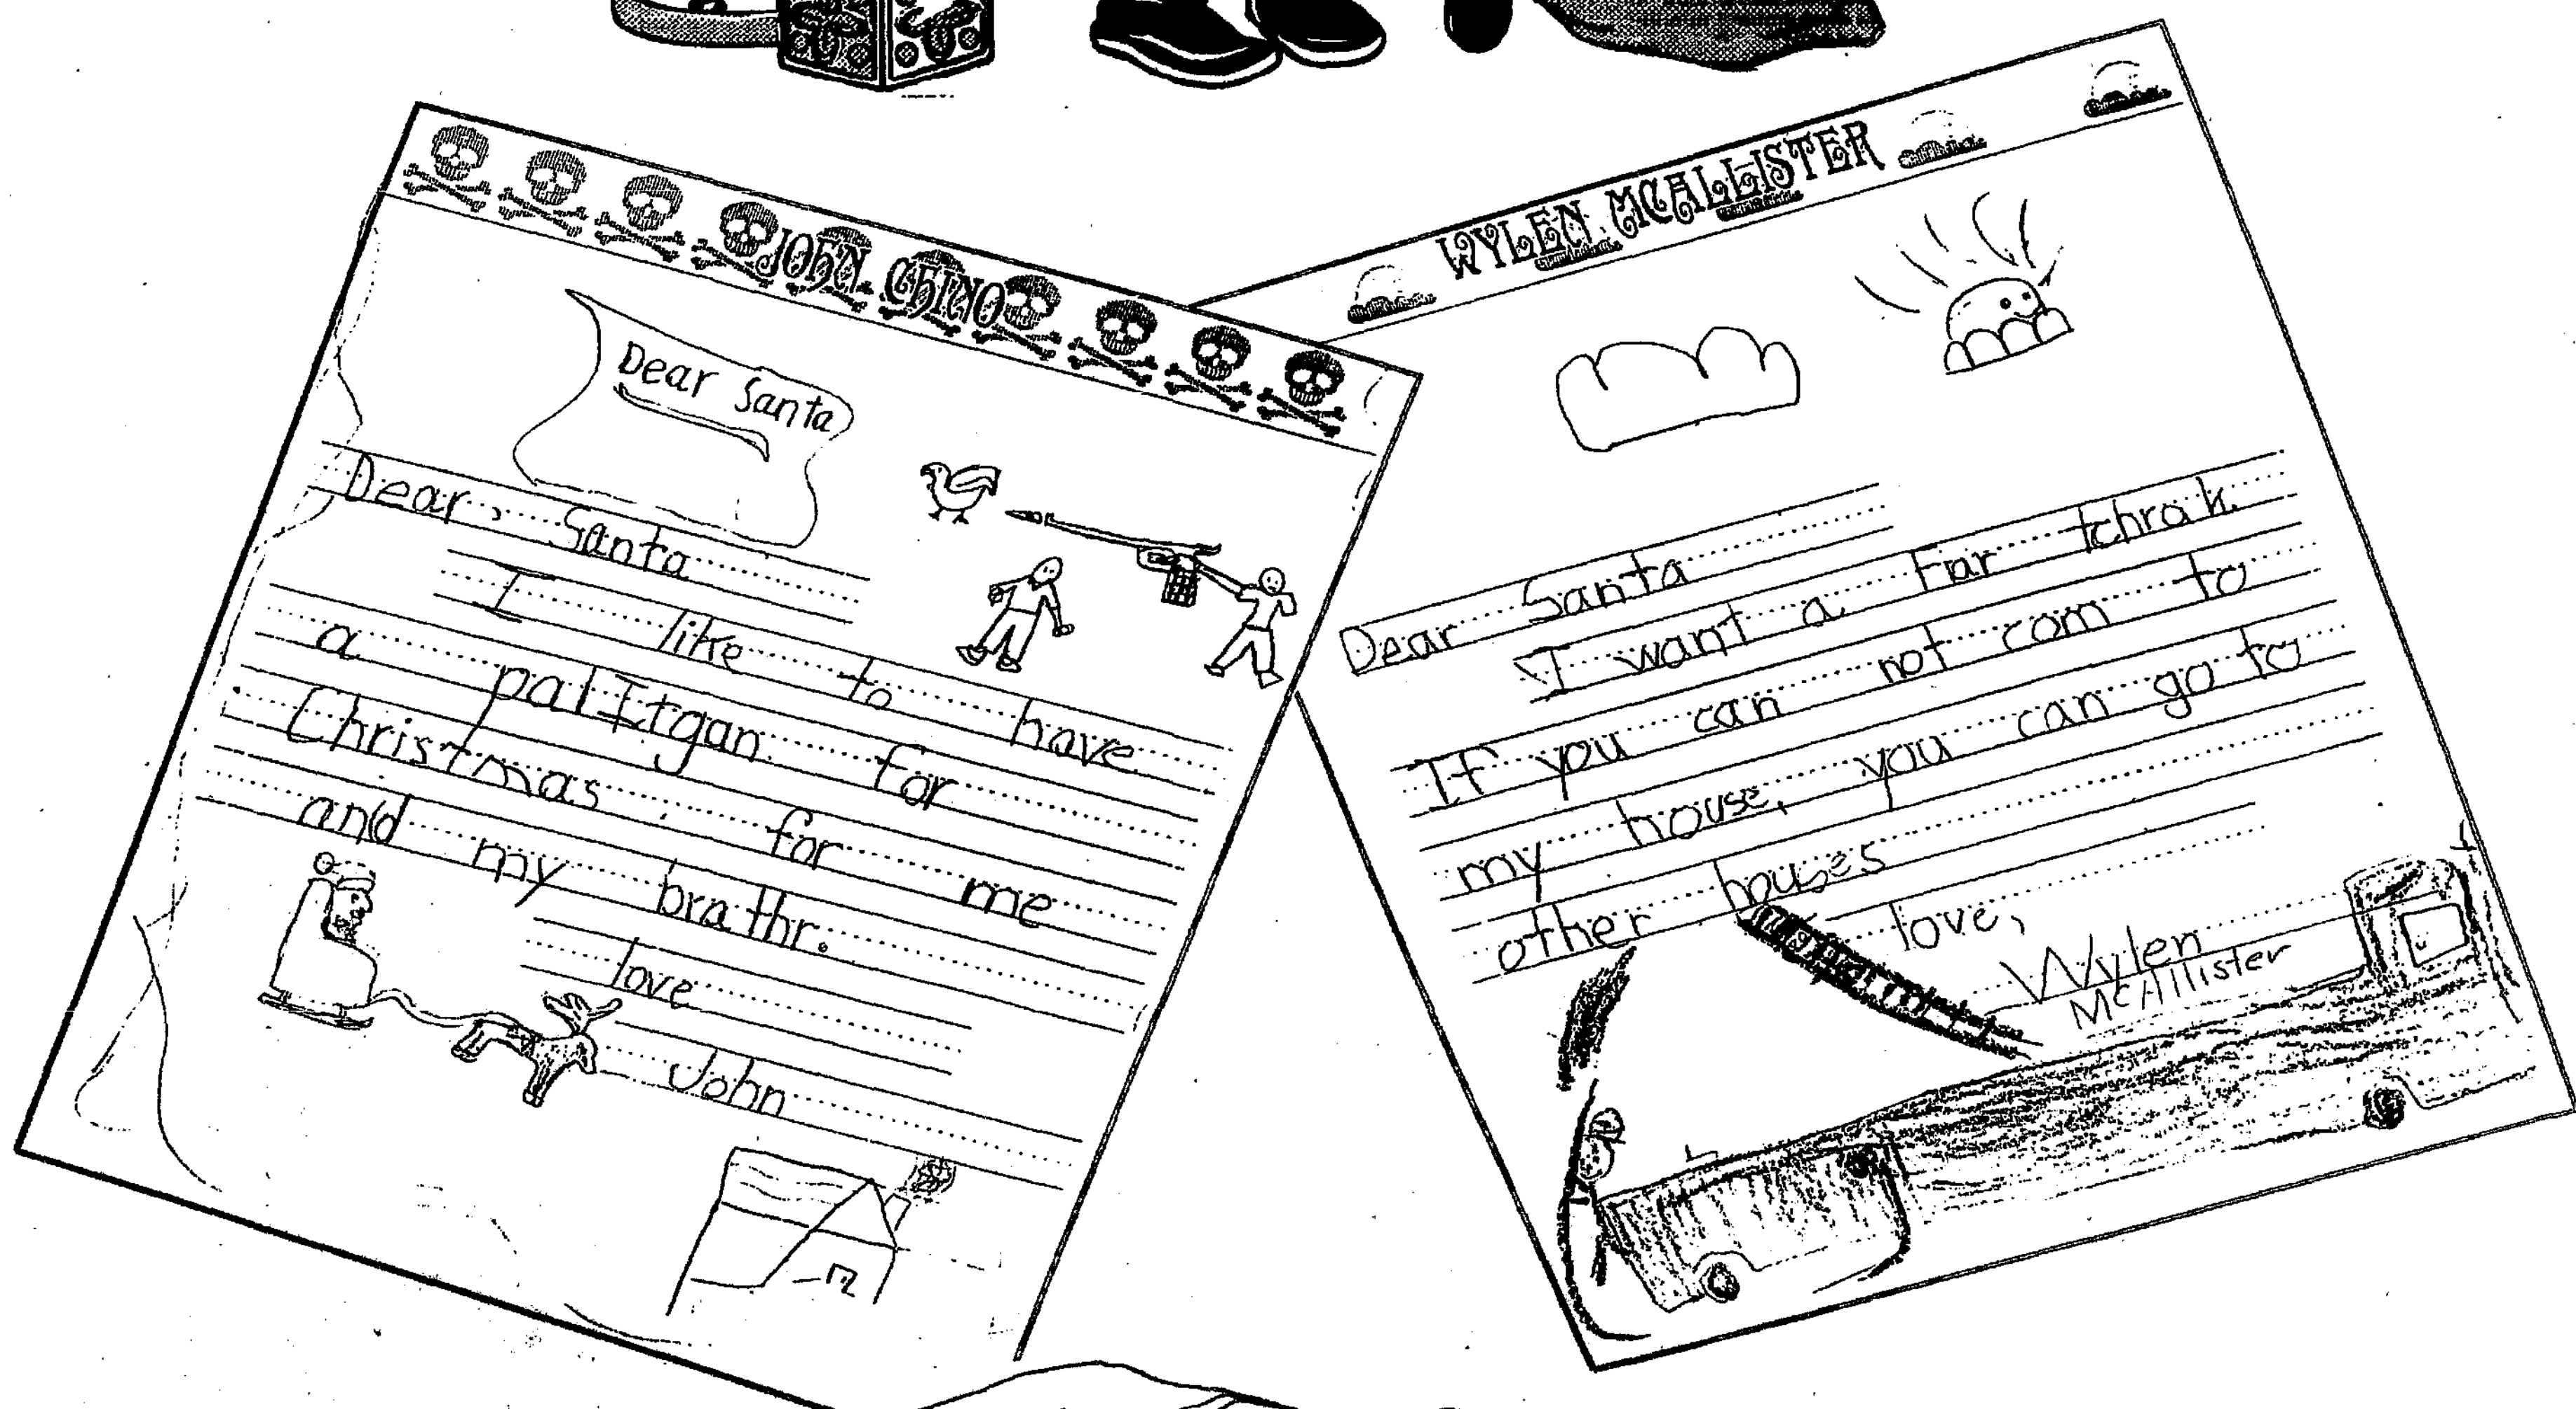 JOHN CHINO
Dear Santa
Dear, Santa
I like to have
a palItgan for
Christmas for me
and my brathr.
love
John
WYLEN MCALLISTER
Dear Santa
I want a Far tchrak.
If you can not com to
my house, you can go to
other houses
love,
Wylen
McAllister